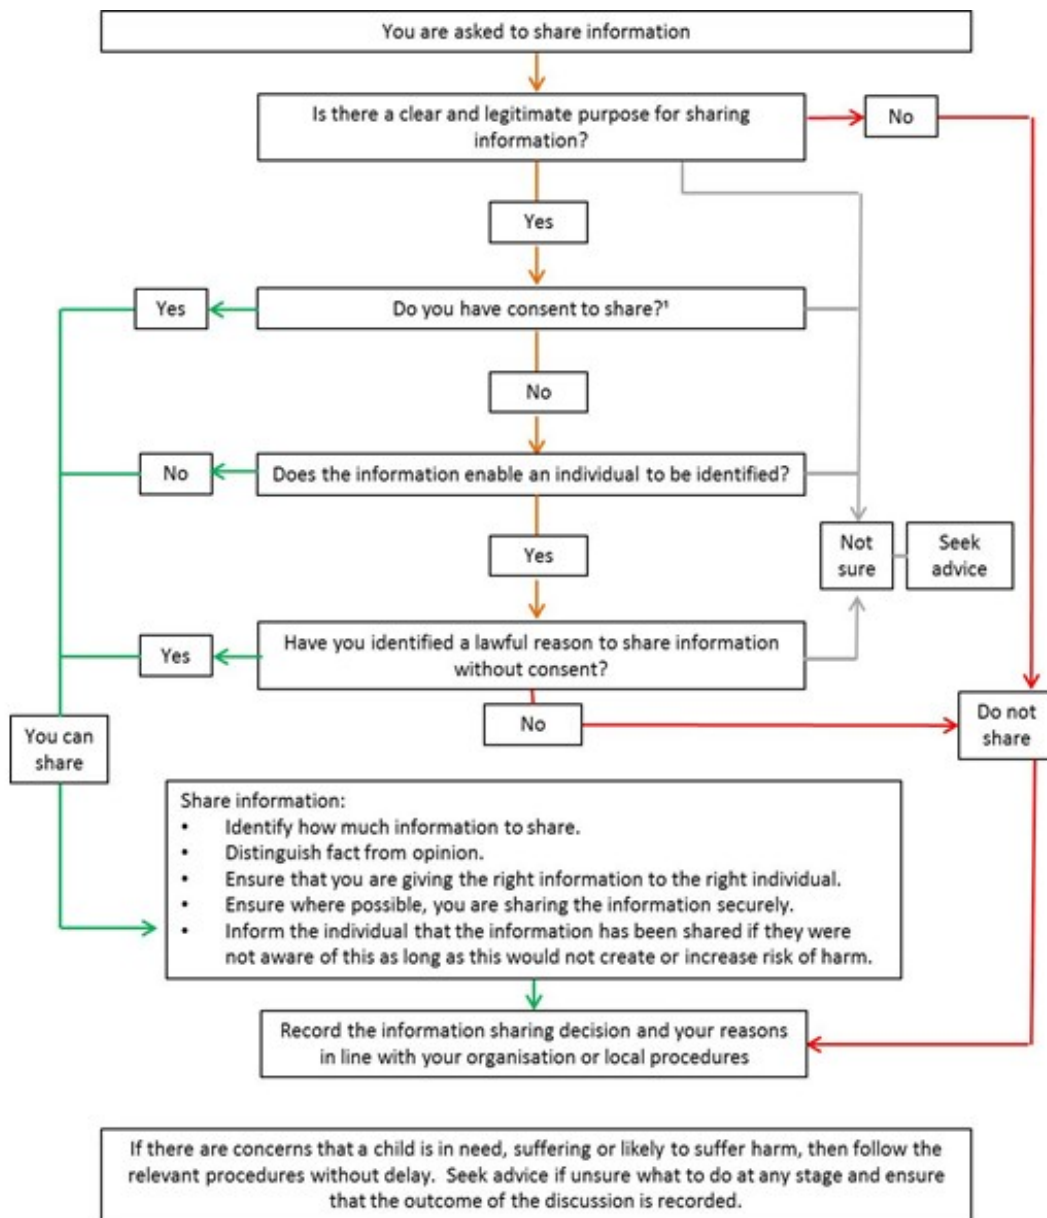 You are asked to share information
Is there a clear and legitimate purpose for sharing
information?
No
Yes
Yes
Do you have consent to share?¹
No
No
Does the information enable an individual to be identified?
Yes
Not
sure
Seek
advice
Yes
Have you identified a lawful reason to share information
without consent?
No
You can
share
Do not
share
Share information:
• Identify how much information to share.
• Distinguish fact from opinion.
• Ensure that you are giving the right information to the right individual.
• Ensure where possible, you are sharing the information securely.
• Inform the individual that the information has been shared if they were
not aware of this as long as this would not create or increase risk of harm.
Record the information sharing decision and your reasons
in line with your organisation or local procedures
If there are concerns that a child is in need, suffering or likely to suffer harm, then follow the
relevant procedures without delay. Seek advice if unsure what to do at any stage and ensure
that the outcome of the discussion is recorded.